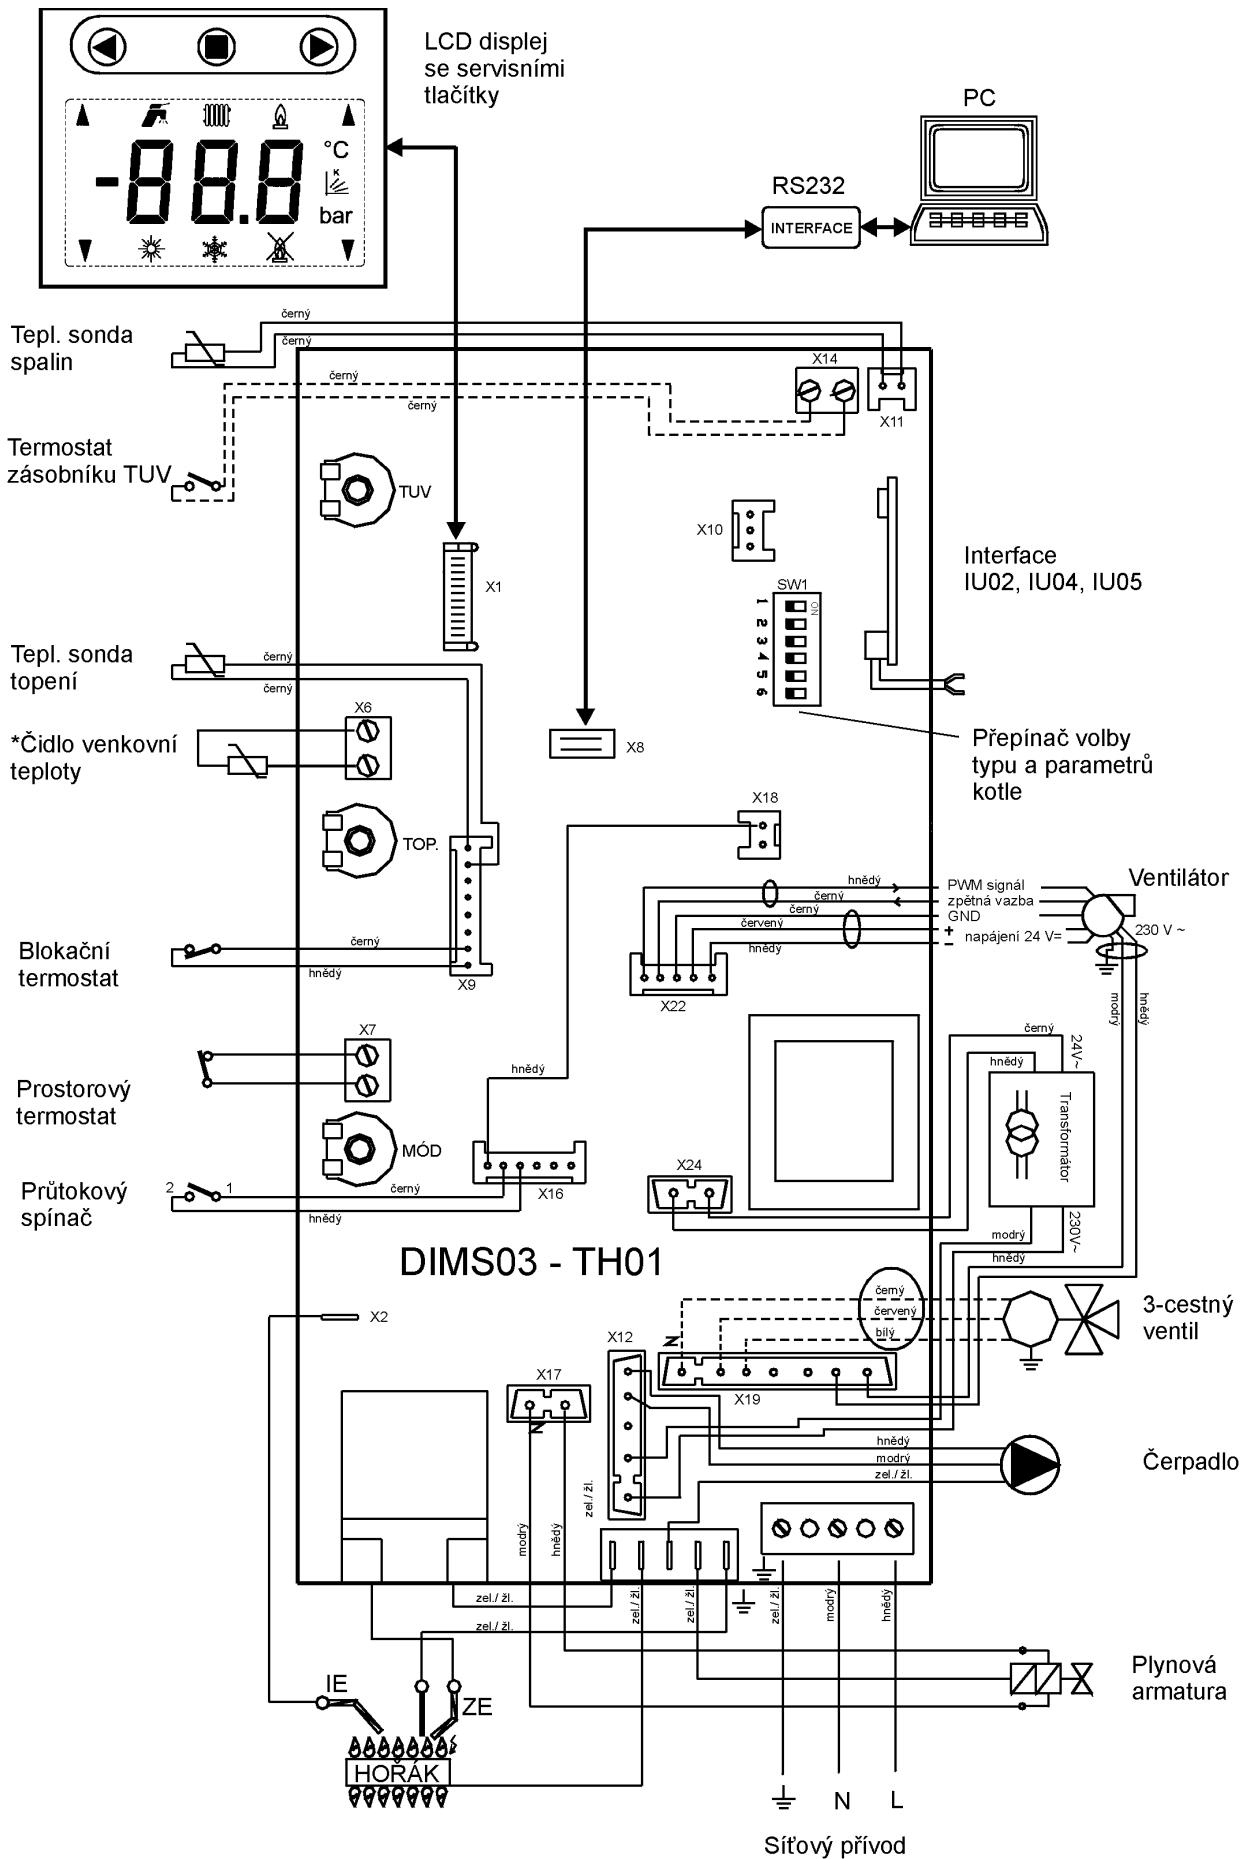 LCD displej
se servisními
tlačítky
-88.8
°C
K
bar
PC
RS232
INTERFACE
Tepl. sonda
spalin
černý
černý
X14
X11
černý
černý
Termostat
zásobníku TUV
TUV
X10
X1
SW1
ON
1
2
3
4
5
6
Interface
IU02, IU04, IU05
Tepl. sonda
topení
černý
černý
X6
*Čidlo venkovní
teploty
X8
Přepínač volby
typu a parametrů
kotle
X18
TOP.
hnědý
PWM signál
černý
zpětná vazba
černý
GND
červený
+
napájení 24 V=
hnědý
–
Ventilátor
230 V ~
Blokační
termostat
černý
hnědý
X9
X22
modrý
hnědý
X7
černý
24V~
hnědý
hnědý
Transformátor
Prostorový
termostat
MÓD
X24
X16
Průtokový
spínač
2
1
černý
hnědý
230V~
modrý
hnědý
DIMS03 - TH01
X2
černý
červený
bílý
3-cestný
ventil
X12
N
X19
X17
N
hnědý
modrý
zel./ žl.
Čerpadlo
zel./ žl.
modrý
hnědý
zel./ žl.
zel./ žl.
zel./ žl.
zel./ žl.
zel./ žl.
modrý
hnědý
IE
ZE
HOŘÁK
Plynová
armatura
N
L
Síťový přívod